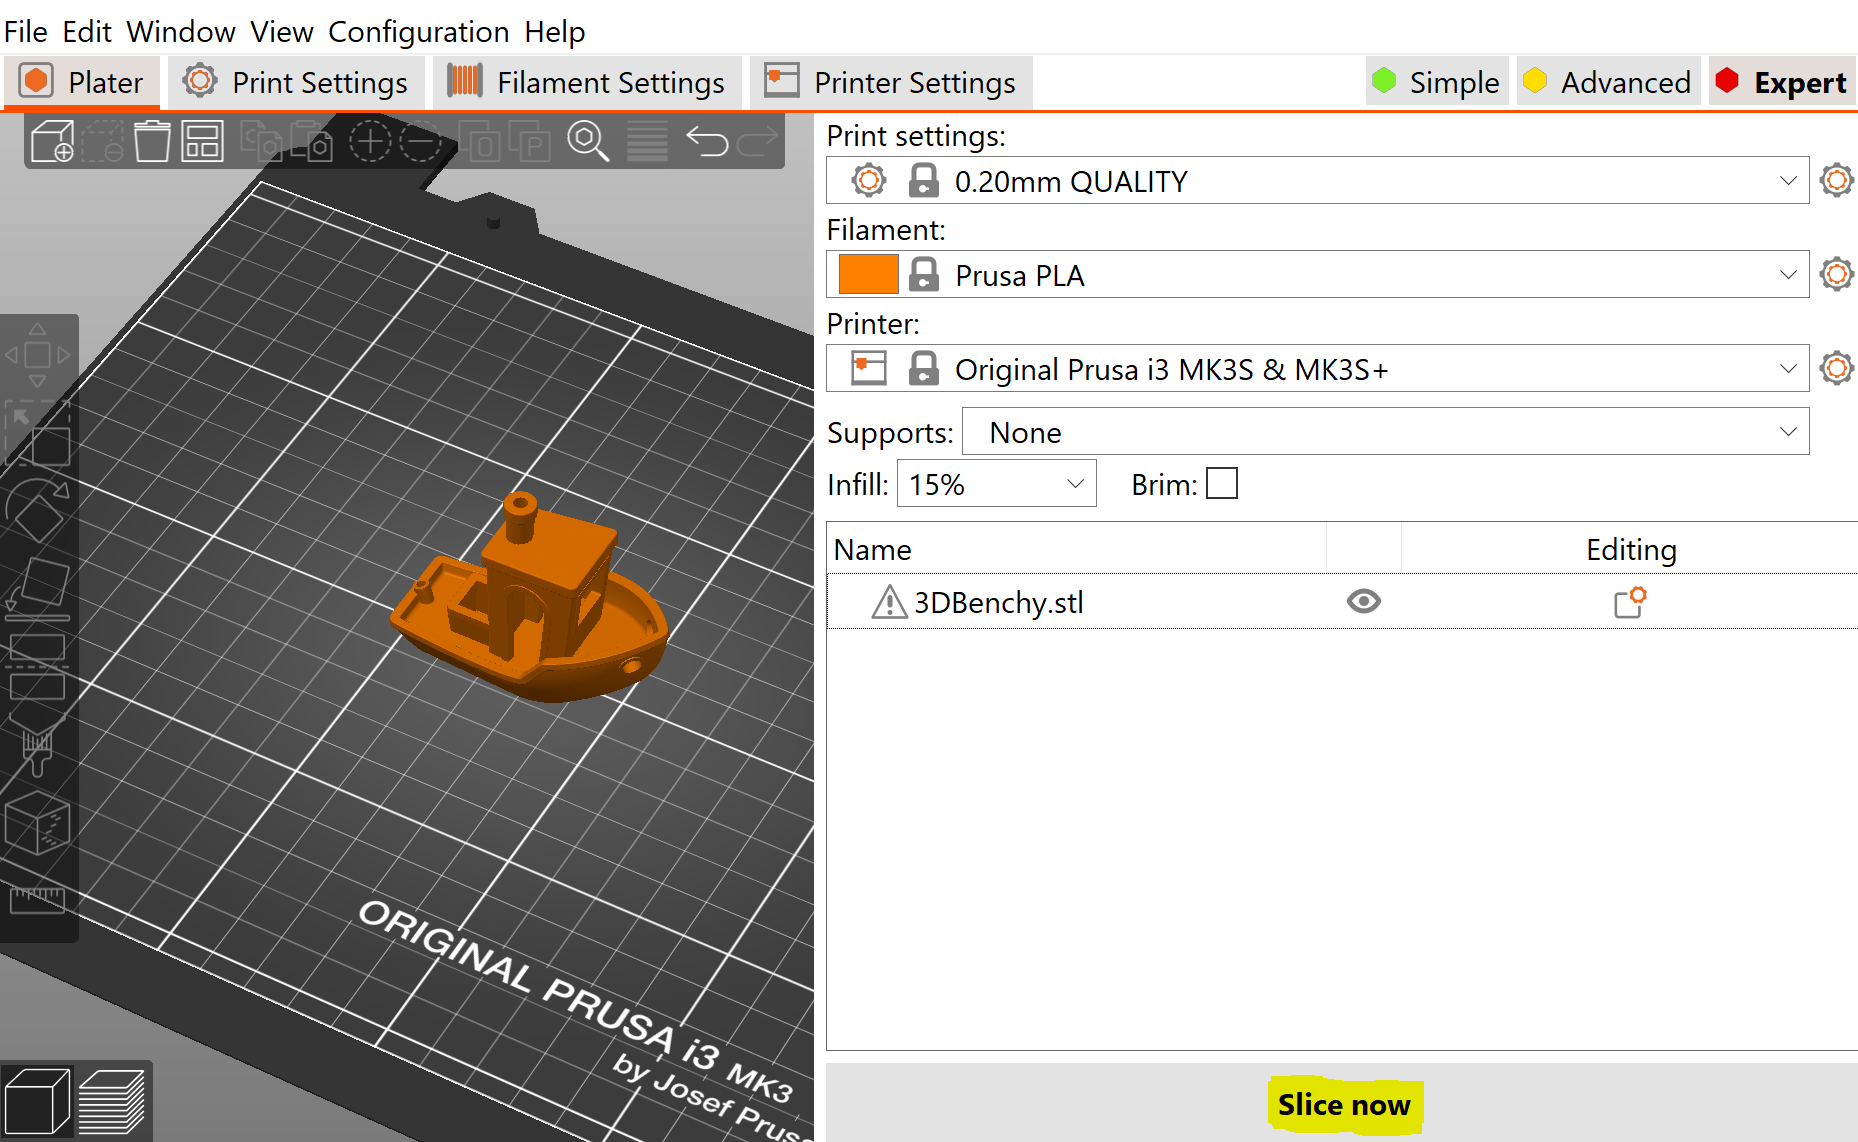 File Edit Window View Configuration Help
Plater Print Settings Filament Settings Printer Settings Simple Advanced Expert
Print settings:
0.20mm QUALITY
Filament:
Prusa PLA
Printer:
Original Prusa i3 MK3S & MK3S+
Supports: None
Infill: 15% Brim:
Name Editing
3DBenchy.stl
ORIGINAL PRUSA i3 MK3
by Josef Prus
Slice now